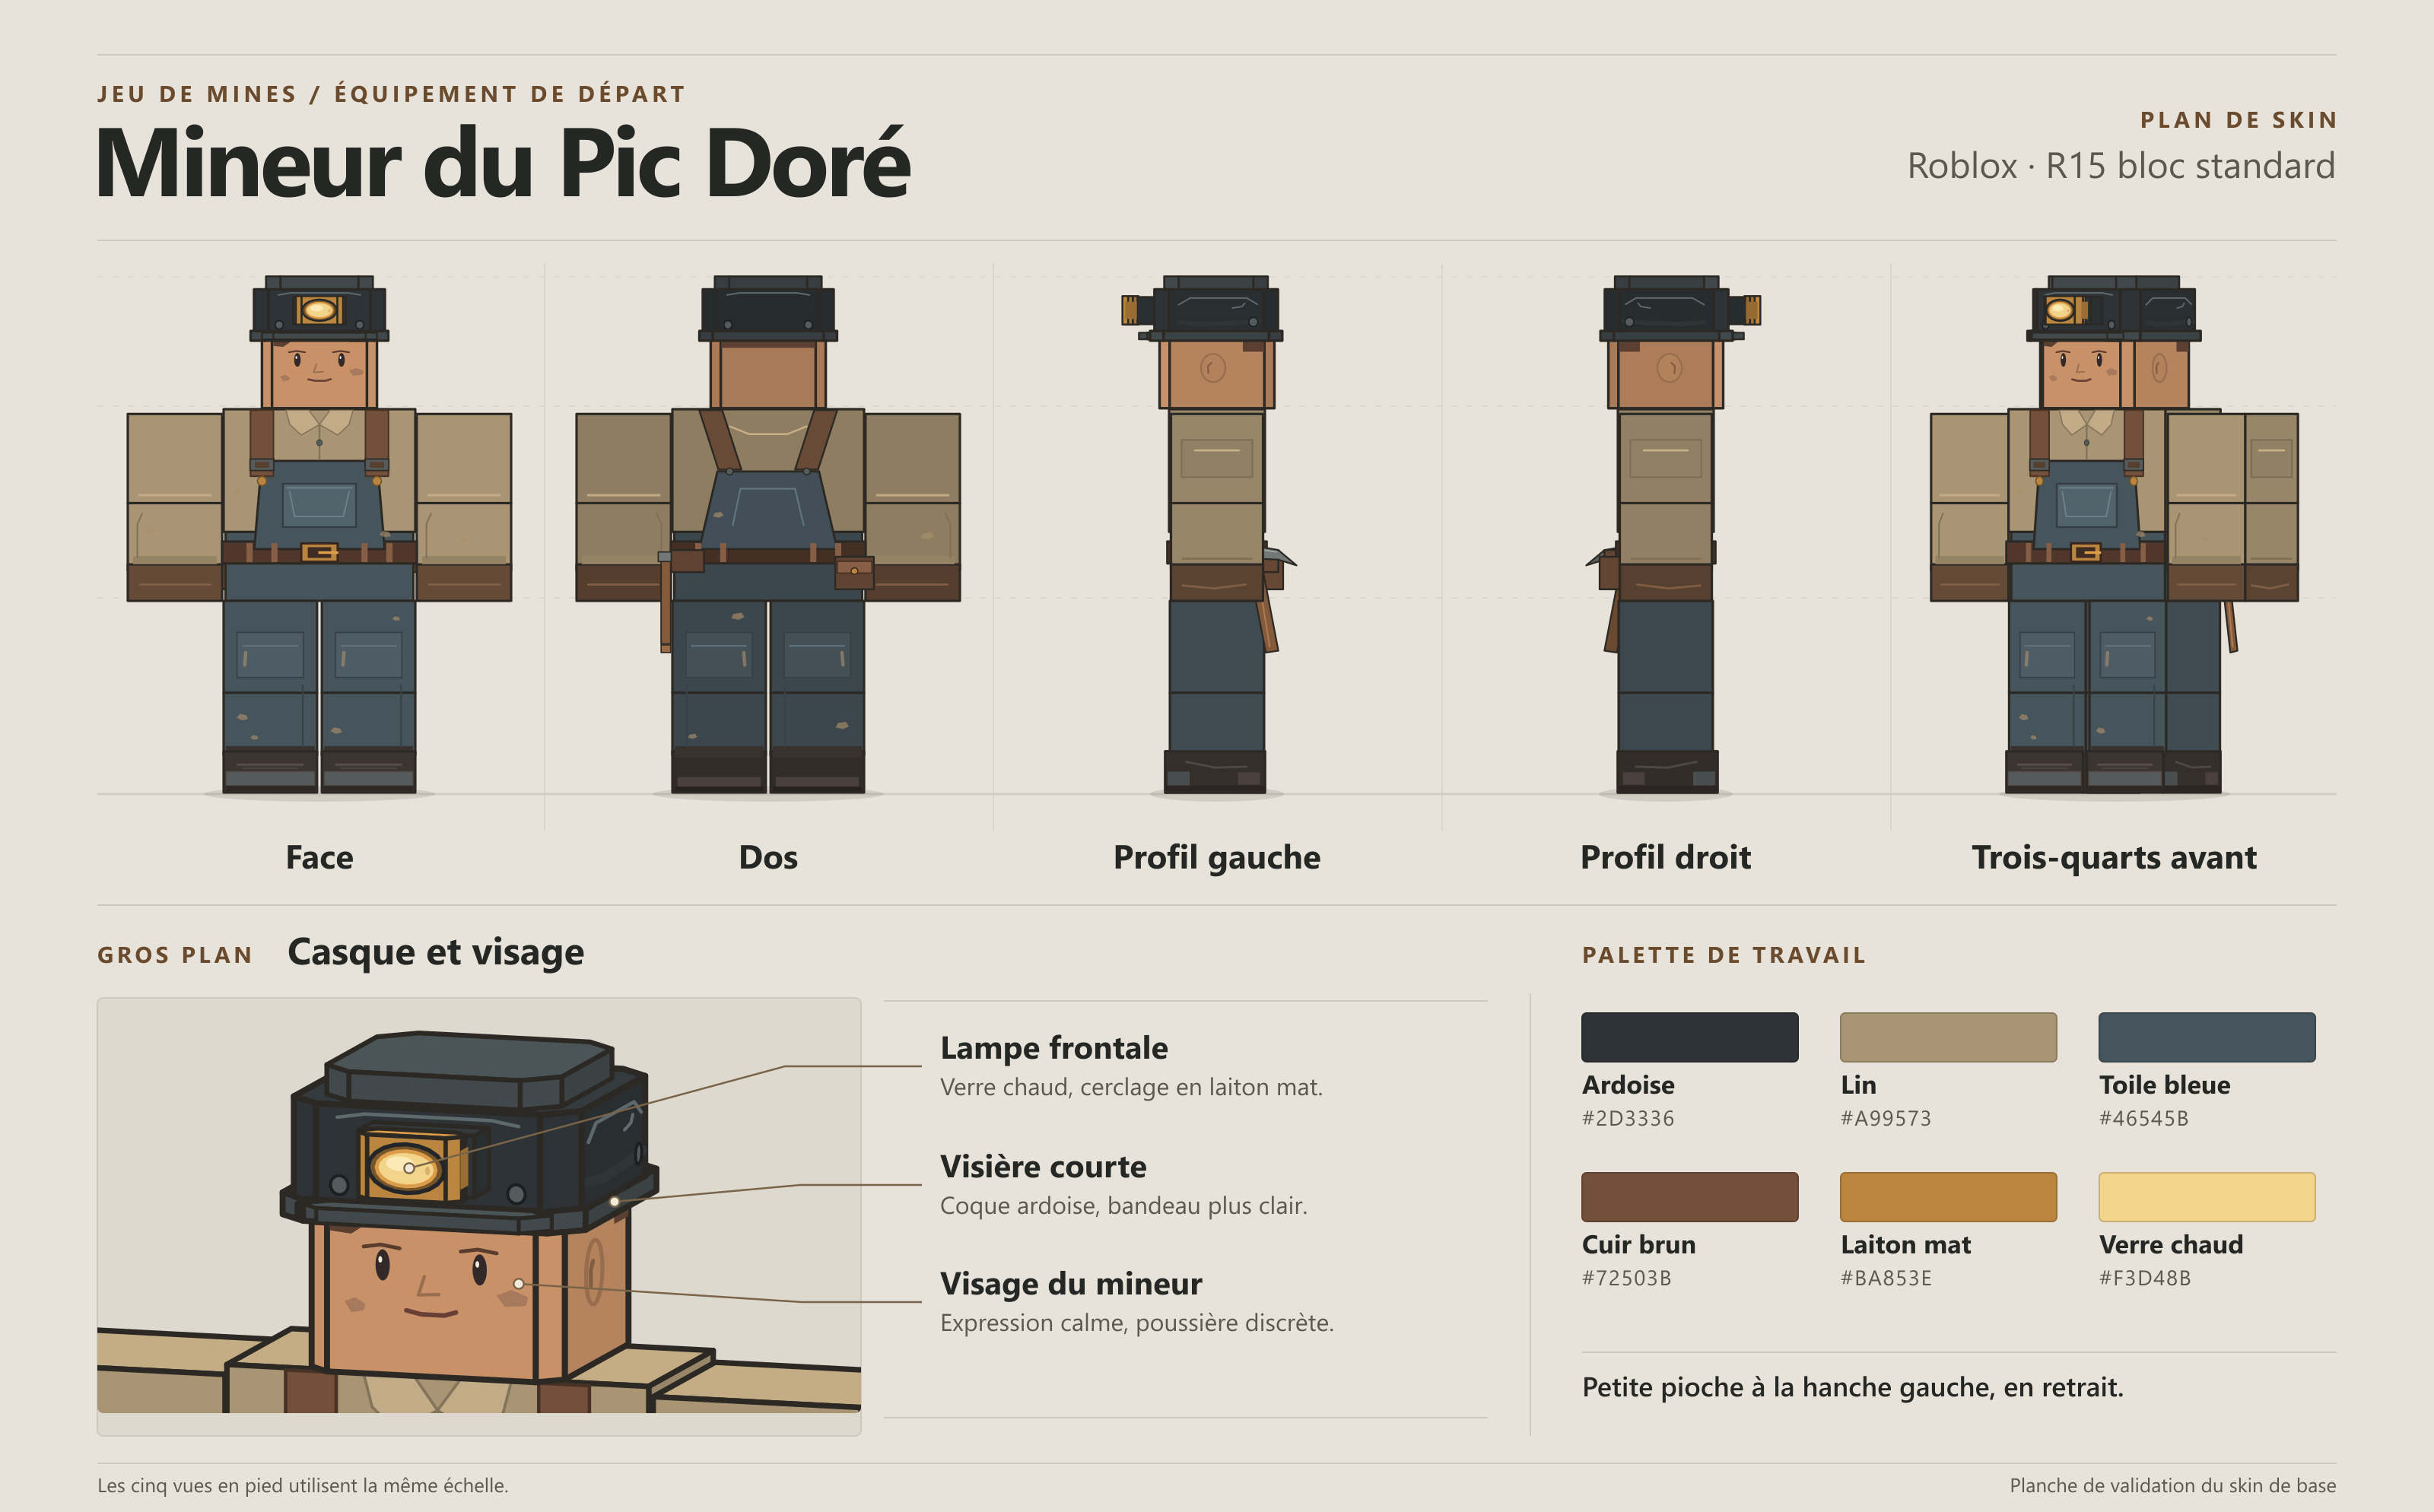 JEU DE MINES / ÉQUIPEMENT DE DÉPART
Mineur du Pic Doré
PLAN DE SKIN
Roblox · R15 bloc standard
Face
Dos
Profil gauche
Profil droit
Trois-quarts avant
GROS PLAN
Casque et visage
Lampe frontale
Verre chaud, cerclage en laiton mat.
Visière courte
Coque ardoise, bandeau plus clair.
Visage du mineur
Expression calme, poussière discrète.
PALETTE DE TRAVAIL
Ardoise
#2D3336
Lin
#A99573
Toile bleue
#46545B
Cuir brun
#72503B
Laiton mat
#BA853E
Verre chaud
#F3D48B
Petite pioche à la hanche gauche, en retrait.
Les cinq vues en pied utilisent la même échelle.
Planche de validation du skin de base